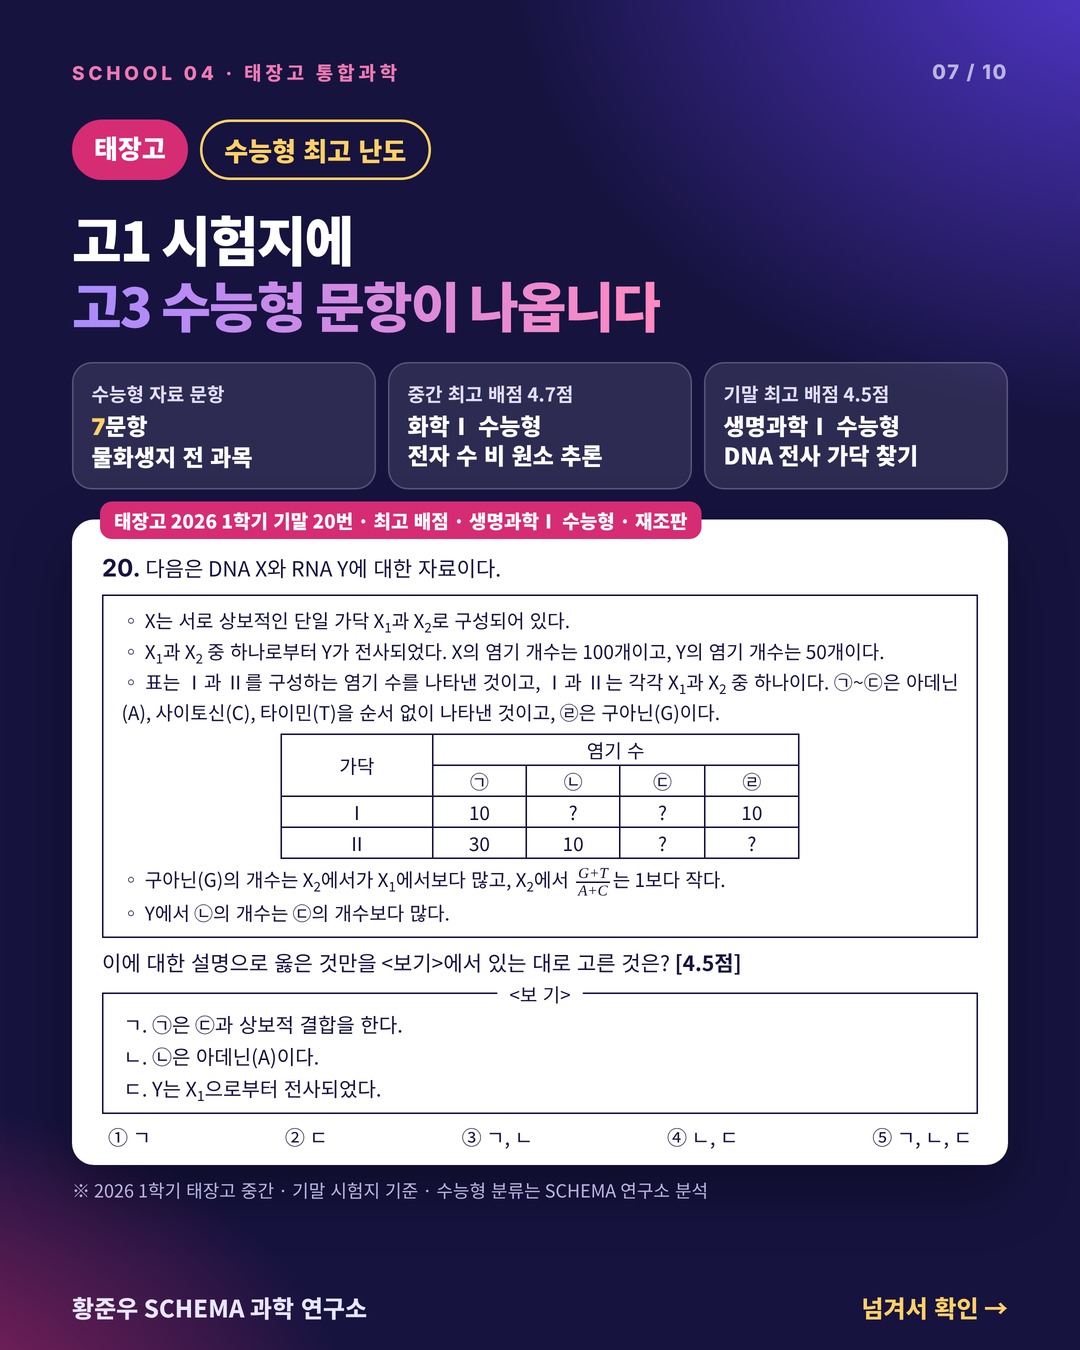 SCHOOL 04 · 태장고 통합과학
07 / 10
태장고
수능형 최고 난도
고1 시험지에
고3 수능형 문항이 나옵니다
수능형 자료 문항
7문항
물화생지 전 과목
중간 최고 배점 4.7점
화학Ⅰ 수능형
전자 수 비 원소 추론
기말 최고 배점 4.5점
생명과학Ⅰ 수능형
DNA 전사 가닥 찾기
태장고 2026 1학기 기말 20번 · 최고 배점 · 생명과학Ⅰ 수능형 · 재조판
20. 다음은 DNA X와 RNA Y에 대한 자료이다.
◦ X는 서로 상보적인 단일 가닥 X₁과 X₂로 구성되어 있다.
◦ X₁과 X₂ 중 하나로부터 Y가 전사되었다. X의 염기 개수는 100개이고, Y의 염기 개수는 50개이다.
◦ 표는 Ⅰ과 Ⅱ를 구성하는 염기 수를 나타낸 것이고, Ⅰ과 Ⅱ는 각각 X₁과 X₂ 중 하나이다. ㉠~㉢은 아데닌
(A), 사이토신(C), 타이민(T)을 순서 없이 나타낸 것이고, ㉣은 구아닌(G)이다.
가닥 염기 수
㉠ ㉡ ㉢ ㉣
Ⅰ 10 ? ? 10
Ⅱ 30 10 ? ?
◦ 구아닌(G)의 개수는 X₂에서가 X₁에서보다 많고, X₂에서 G+T/A+C는 1보다 작다.
◦ Y에서 ㉡의 개수는 ㉢의 개수보다 많다.
이에 대한 설명으로 옳은 것만을 <보기>에서 있는 대로 고른 것은? [4.5점]
<보 기>
ㄱ. ㉠은 ㉢과 상보적 결합을 한다.
ㄴ. ㉡은 아데닌(A)이다.
ㄷ. Y는 X₁으로부터 전사되었다.
① ㄱ ② ㄷ ③ ㄱ, ㄴ ④ ㄴ, ㄷ ⑤ ㄱ, ㄴ, ㄷ
※ 2026 1학기 태장고 중간 · 기말 시험지 기준 · 수능형 분류는 SCHEMA 연구소 분석
황준우 SCHEMA 과학 연구소
넘겨서 확인 →